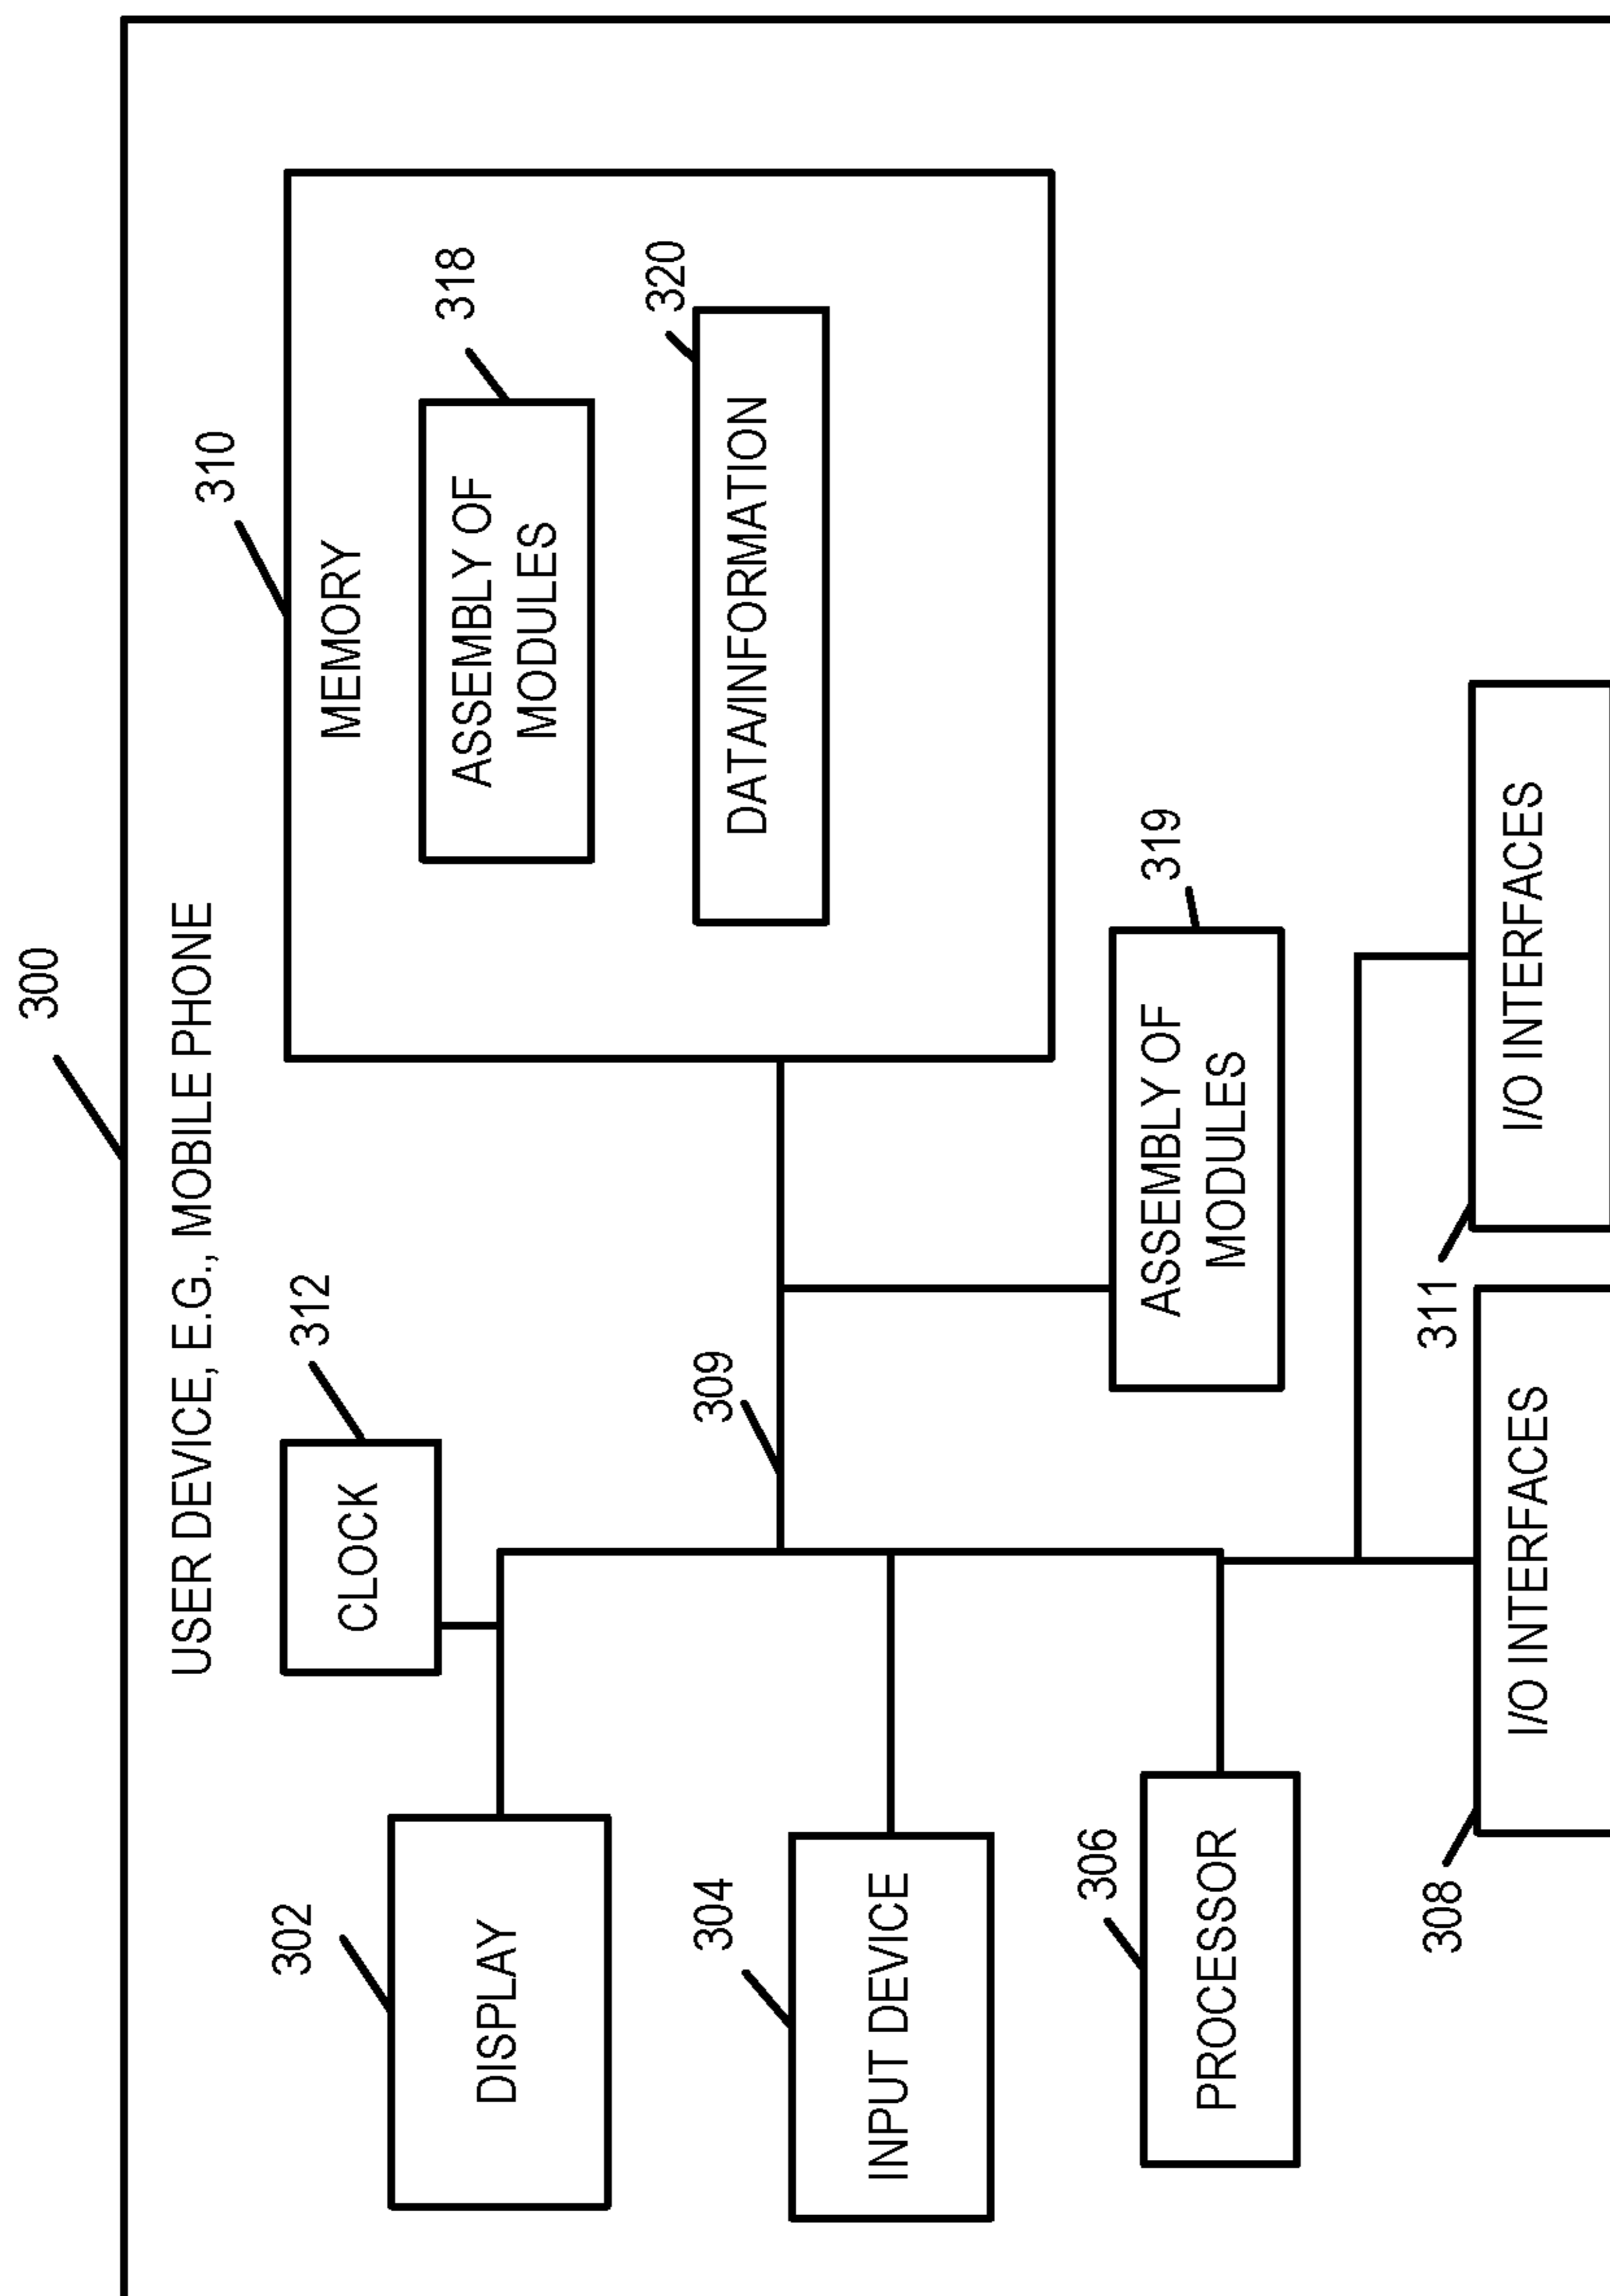 300
USER DEVICE, E.G., MOBILE PHONE
312
310
CLOCK
MEMORY
302
DISPLAY
318
ASSEMBLY OF
MODULES
309
320
DATA/INFORMATION
304
INPUT DEVICE
319
ASSEMBLY OF
MODULES
306
PROCESSOR
308
I/O INTERFACES
311
I/O INTERFACES